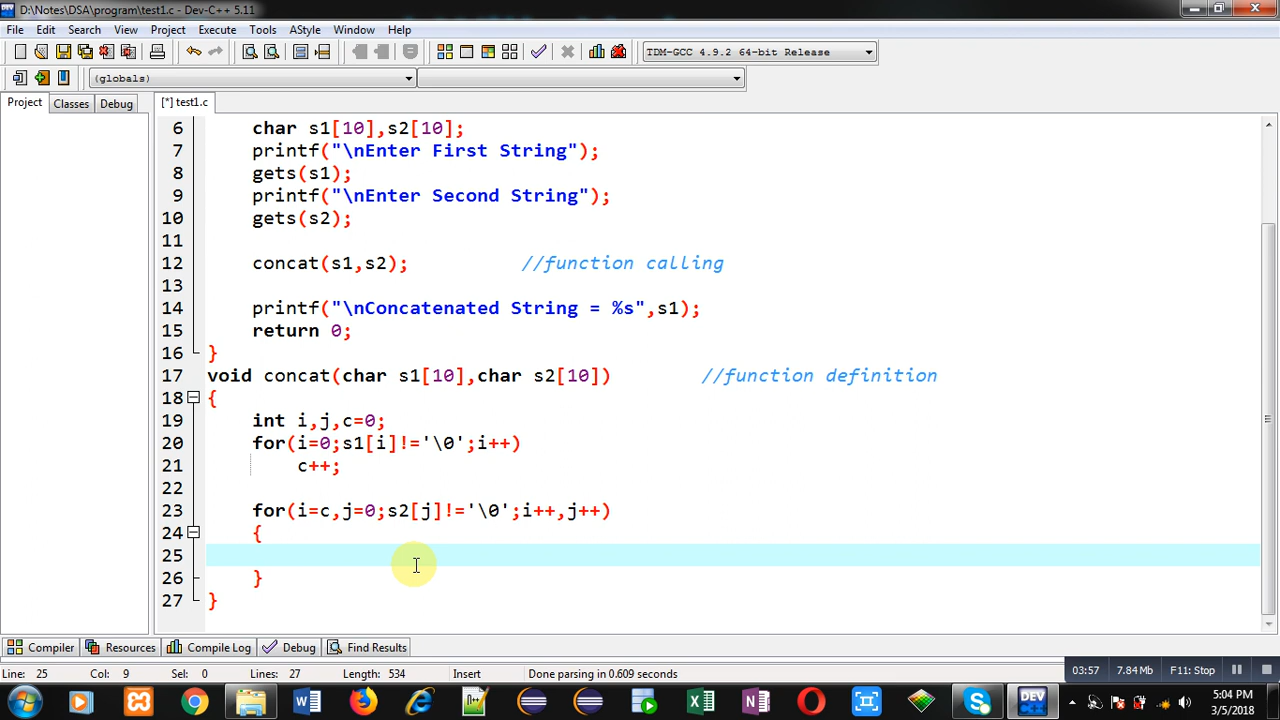 D:\Notes\DSA\program\test1.c - Dev-C++ 5.11
File Edit Search View Project Execute Tools AStyle Window Help
TDM-GCC 4.9.2 64-bit Release
(globals)
Project Classes Debug [*] test1.c
6 char s1[10],s2[10];
7 printf("\nEnter First String");
8 gets(s1);
9 printf("\nEnter Second String");
10 gets(s2);
11
12 concat(s1,s2); //function calling
13
14 printf("\nConcatenated String = %s",s1);
15 return 0;
16 }
17 void concat(char s1[10],char s2[10]) //function definition
18 {
19 int i,j,c=0;
20 for(i=0;s1[i]!='\0';i++)
21 c++;
22
23 for(i=c,j=0;s2[j]!='\0';i++,j++)
24 {
25
26 }
27 }
Compiler Resources Compile Log Debug Find Results
Line: 25 Col: 9 Sel: 0 Lines: 27 Length: 534 Insert Done parsing in 0.609 seconds
03:57 7.84 Mb F11: Stop
DEV
5:04 PM
3/5/2018